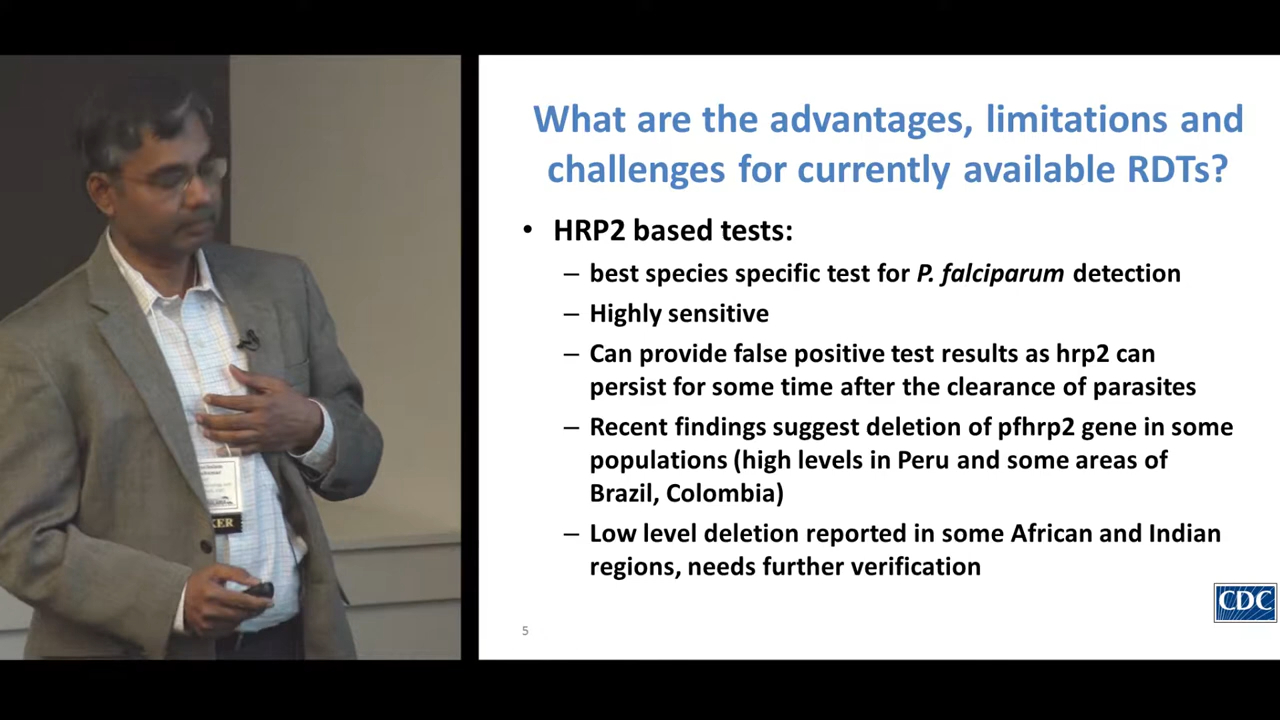 What are the advantages, limitations and
challenges for currently available RDTs?
• HRP2 based tests:
– best species specific test for P. falciparum detection
– Highly sensitive
– Can provide false positive test results as hrp2 can
persist for some time after the clearance of parasites
– Recent findings suggest deletion of pfhrp2 gene in some
populations (high levels in Peru and some areas of
Brazil, Colombia)
– Low level deletion reported in some African and Indian
regions, needs further verification
CDC
5
KER